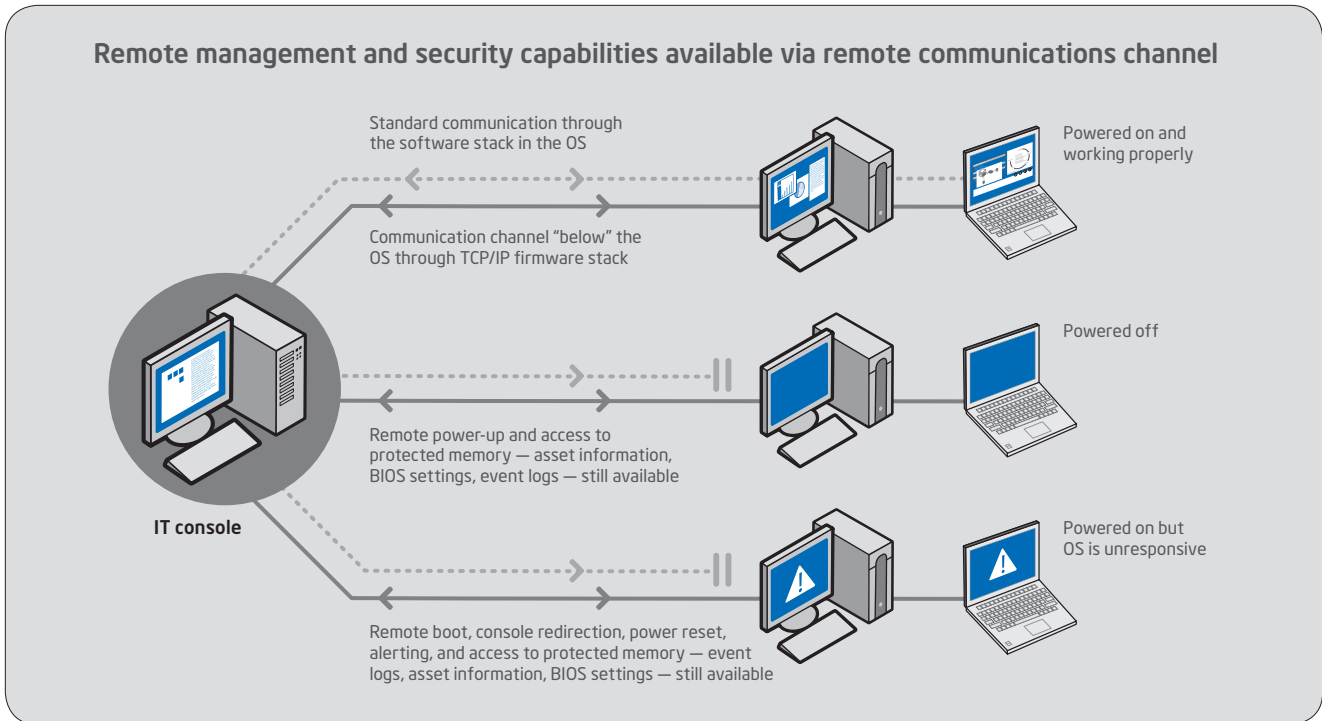 Remote management and security capabilities available via remote communications channel
Standard communication through
the software stack in the OS
Powered on and
working properly
Communication channel “below” the
OS through TCP/IP firmware stack
Powered off
Remote power-up and access to
protected memory — asset information,
BIOS settings, event logs — still available
IT console
Powered on but
OS is unresponsive
Remote boot, console redirection, power reset,
alerting, and access to protected memory — event
logs, asset information, BIOS settings — still available